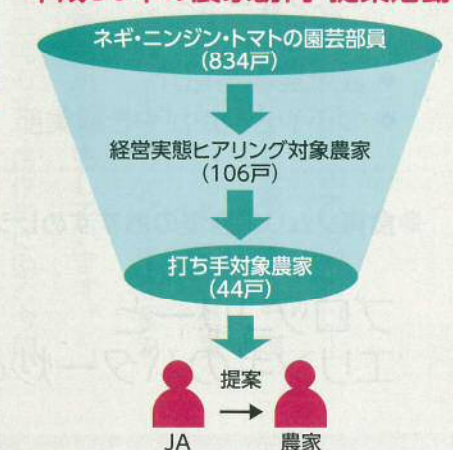 ネギ・ニンジン・トマトの園芸部員
(834戸)
経営実態ヒアリング対象農家
(106戸)
打ち手対象農家
(44戸)
提案
JA
農家